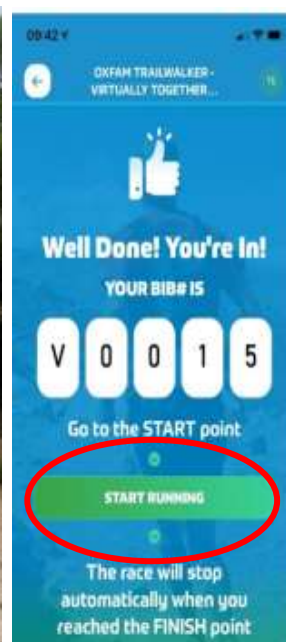 09:42
OXFAM TRAILWALKER -
VIRTUALLY TOGETHER...
Well Done! You're In!
YOUR BIB# IS
V 0 0 1 5
Go to the START point
START RUNNING
The race will stop
automatically when you
reached the FINISH point